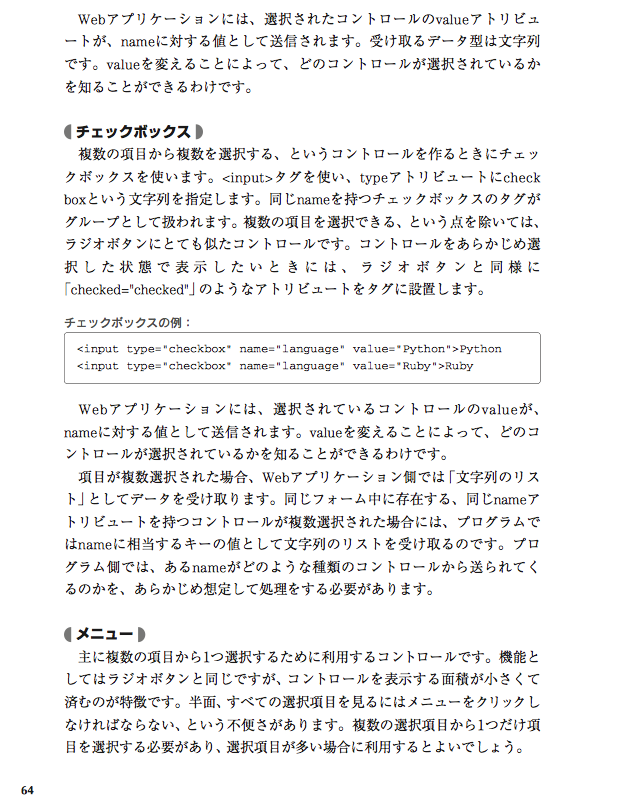 Webアプリケーションには、選択されたコントロールのvalueアトリビュ
ートが、nameに対する値として送信されます。受け取るデータ型は文字列
です。valueを変えることによって、どのコントロールが選択されているか
を知ることができるわけです。
チェックボックス
複数の項目から複数を選択する、というコントロールを作るときにチェッ
クボックスを使います。<input>タグを使い、typeアトリビュートにcheck
boxという文字列を指定します。同じnameを持つチェックボックスのタグが
グループとして扱われます。複数の項目を選択できる、という点を除いては、
ラジオボタンにとても似たコントロールです。コントロールをあらかじめ選
択した状態で表示したいときには、ラジオボタンと同様に
「checked="checked"」のようなアトリビュートをタグに設置します。
チェックボックスの例：
<input type="checkbox" name="language" value="Python">Python
<input type="checkbox" name="language" value="Ruby">Ruby
Webアプリケーションには、選択されているコントロールのvalueが、
nameに対する値として送信されます。valueを変えることによって、どのコ
ントロールが選択されているかを知ることができるわけです。
項目が複数選択された場合、Webアプリケーション側では「文字列のリス
ト」としてデータを受け取ります。同じフォーム中に存在する、同じnameア
トリビュートを持つコントロールが複数選択された場合には、プログラムで
はnameに相当するキーの値として文字列のリストを受け取るのです。プロ
グラム側では、あるnameがどのような種類のコントロールから送られてく
るのかを、あらかじめ想定して処理をする必要があります。
メニュー
主に複数の項目から1つ選択するために利用するコントロールです。機能と
してはラジオボタンと同じですが、コントロールを表示する面積が小さくて
済むのが特徴です。半面、すべての選択項目を見るにはメニューをクリックし
なければならない、という不便さがあります。複数の選択項目から1つだけ項
目を選択する必要があり、選択項目が多い場合に利用するとよいでしょう。
64